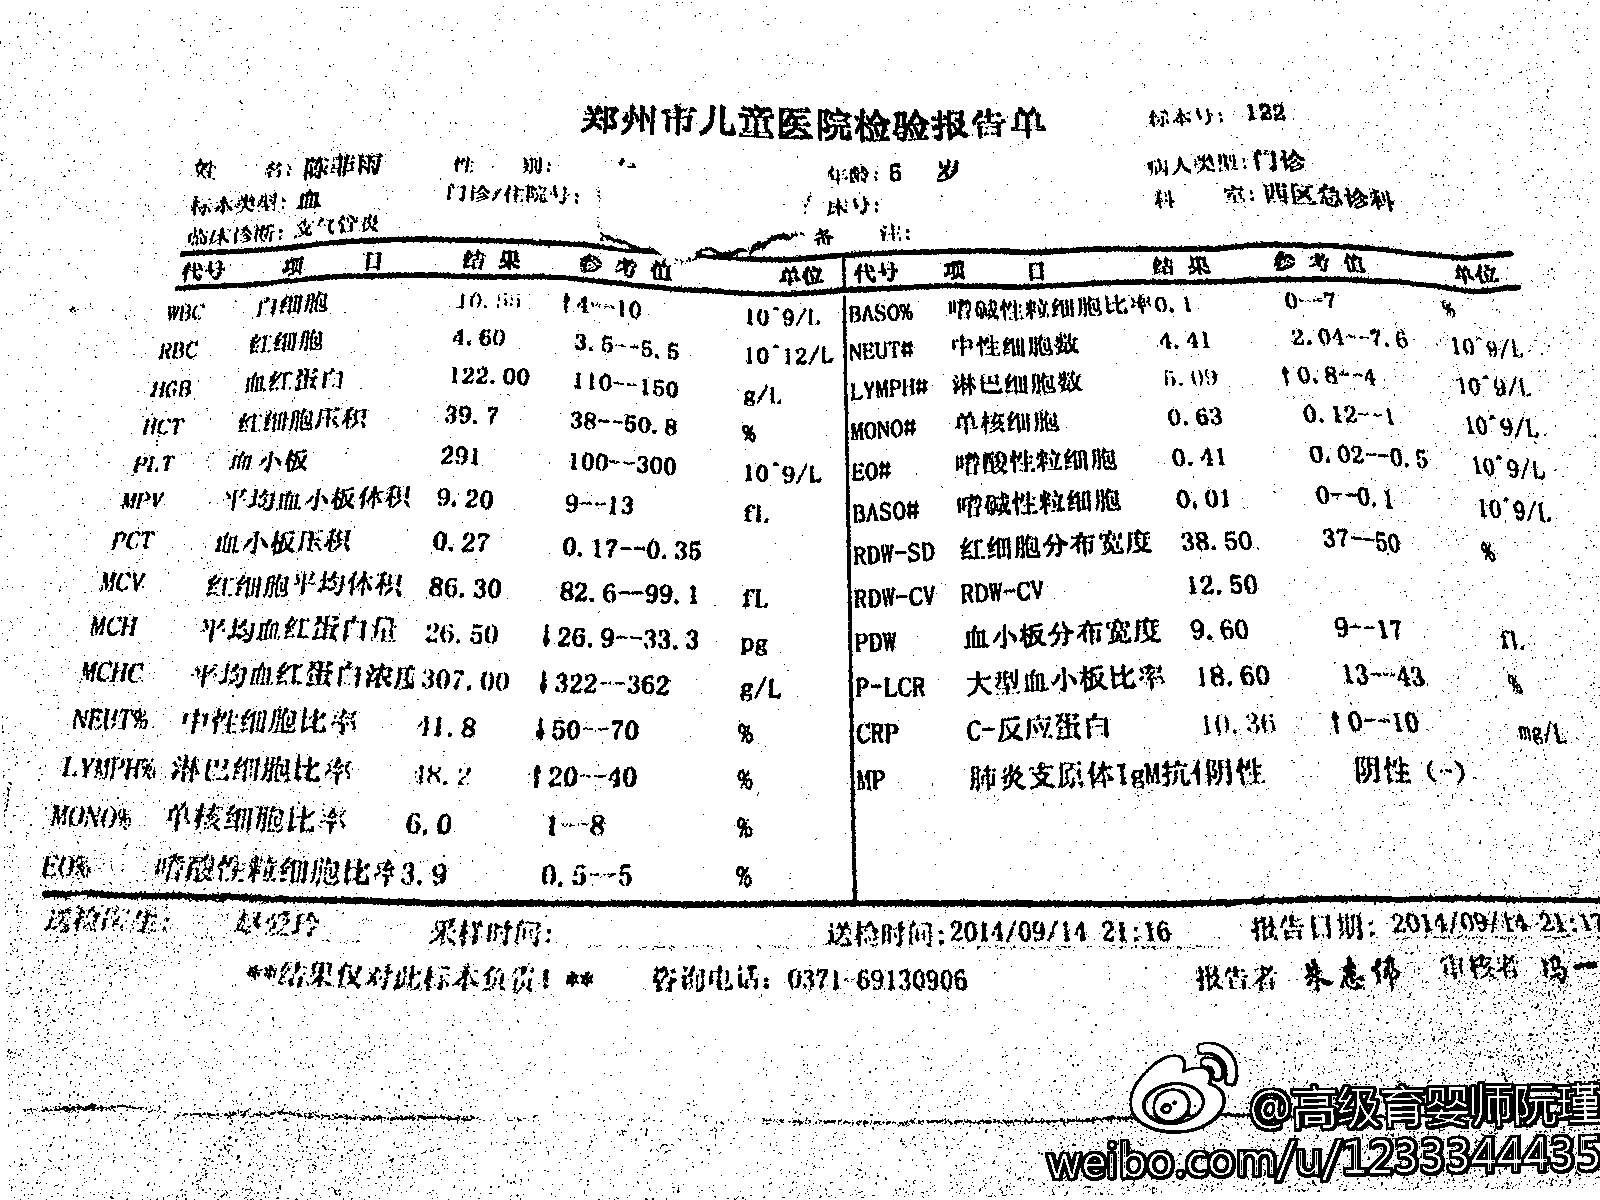 郑州市儿童医院检验报告单 标本号: 122
姓 名: 陈菲雨 性 别: 年龄: 5 岁 病人类型: 门诊
标本类型: 血 门诊/住院号: 床号: 科 室: 西区急诊科
临床诊断: 支气管炎 备 注:
代号 项 目 结 果 参 考 值 单位 代号 项 目 结 果 参 考 值 单位
WBC 白细胞 10.55 ↑4--10 10^9/L BASO% 嗜碱性粒细胞比率0.1 0--7 %
RBC 红细胞 4.60 3.5--5.5 10^12/L NEUT# 中性细胞数 4.41 2.04--7.6 10^9/L
HGB 血红蛋白 122.00 110--150 g/L LYMPH# 淋巴细胞数 5.09 ↑0.8--4 10^9/L
HCT 红细胞压积 39.7 38--50.8 % MONO# 单核细胞 0.63 0.12--1 10^9/L
PLT 血小板 291 100--300 10^9/L EO# 嗜酸性粒细胞 0.41 0.02--0.5 10^9/L
MPV 平均血小板体积 9.20 9--13 fL BASO# 嗜碱性粒细胞 0.01 0--0.1 10^9/L
PCT 血小板压积 0.27 0.17--0.35 RDW-SD 红细胞分布宽度 38.50 37--50 %
MCV 红细胞平均体积 86.30 82.6--99.1 fL RDW-CV RDW-CV 12.50
MCH 平均血红蛋白量 26.50 ↓26.9--33.3 pg PDW 血小板分布宽度 9.60 9--17 fL
MCHC 平均血红蛋白浓度307.00 ↓322--362 g/L P-LCR 大型血小板比率 18.60 13--43 %
NEUT% 中性细胞比率 41.8 ↓50--70 % CRP C-反应蛋白 10.36 ↑0--10 mg/L
LYMPH% 淋巴细胞比率 48.2 ↑20--40 % MP 肺炎支原体IgM抗体阴性 阴性(-)
MONO% 单核细胞比率 6.0 1--8 %
EO% 嗜酸性粒细胞比率3.9 0.5--5 %
送检医生: 赵爱玲 采样时间: 送检时间:2014/09/14 21:16 报告日期: 2014/09/14 21:17
**结果仅对此标本负责! ** 咨询电话: 0371-69130906 报告者 朱志伟 审核者 冯一
@高级育婴师阮瑾
weibo.com/u/1233344435